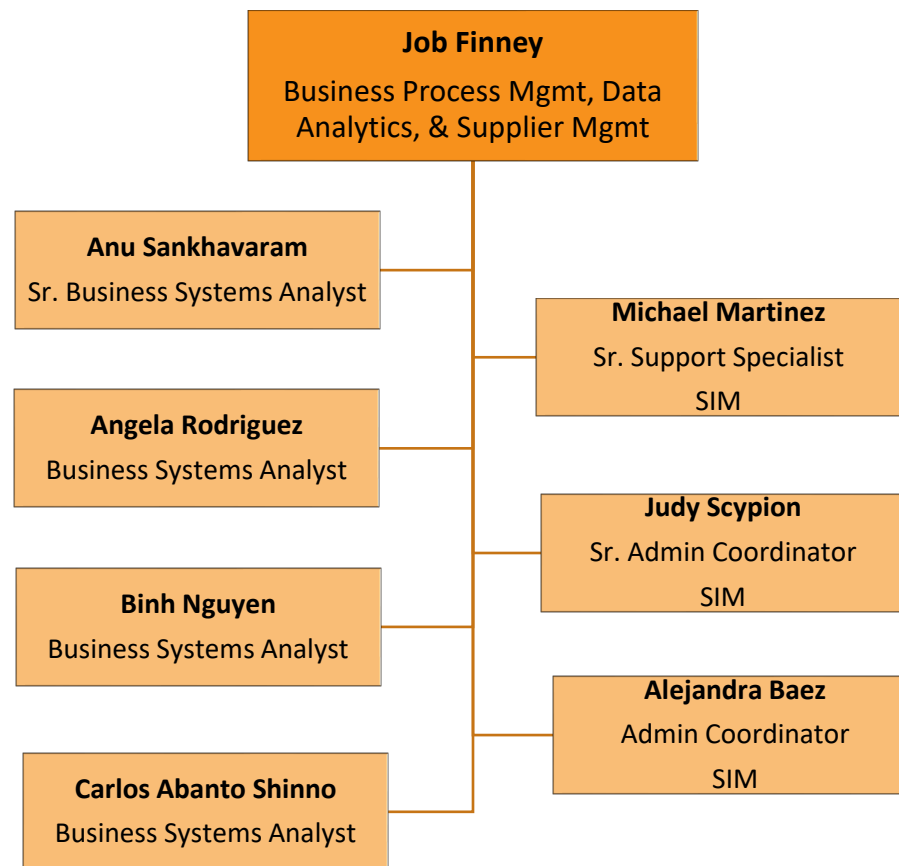 Job Finney
Business Process Mgmt, Data
Analytics, & Supplier Mgmt
Anu Sankhavaram
Sr. Business Systems Analyst
Michael Martinez
Sr. Support Specialist
SIM
Angela Rodriguez
Business Systems Analyst
Judy Scypion
Sr. Admin Coordinator
SIM
Binh Nguyen
Business Systems Analyst
Alejandra Baez
Admin Coordinator
SIM
Carlos Abanto Shinno
Business Systems Analyst